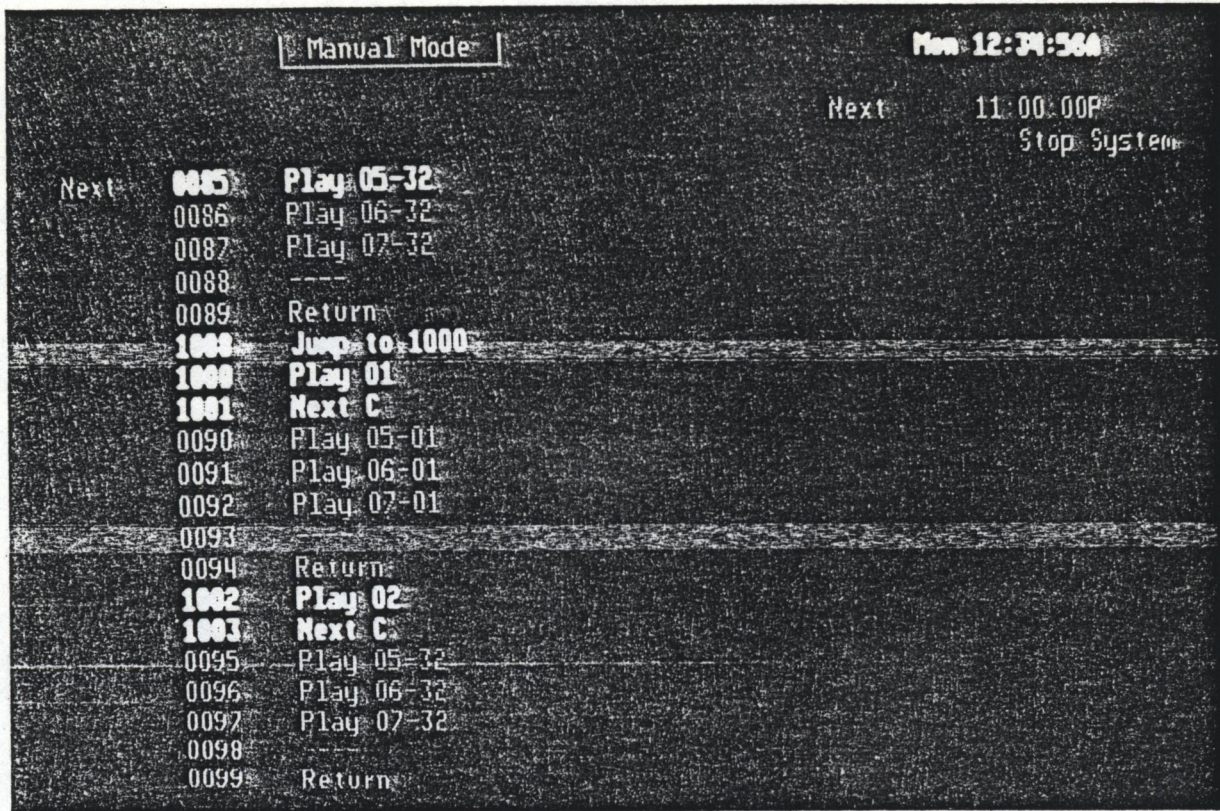 Manual Mode
Mon 12:34:56A
Next 11:00:00P
Stop System
Next 0085 Play 05-32
0086 Play 06-32
0087 Play 07-32
0088 ----
0089 Return
1008 Jump to 1000
1000 Play 01
1001 Next C
0090 Play 05-01
0091 Play 06-01
0092 Play 07-01
0093 ----
0094 Return
1002 Play 02
1003 Next C
0095 Play 05-32
0096 Play 06-32
0097 Play 07-32
0098 ----
0099 Return